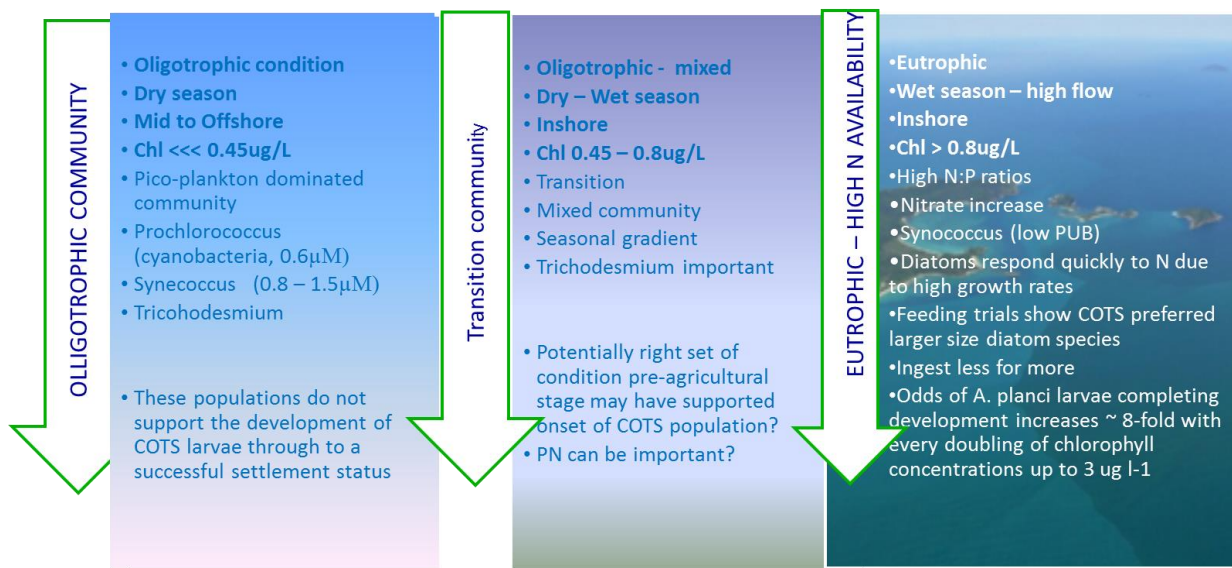 OLLIGOTROPHIC COMMUNITY
•Oligotrophic condition
•Dry season
•Mid to Offshore
•Chl <<< 0.45ug/L
•Pico-plankton dominated
community
•Prochlorococcus
(cyanobacteria, 0.6μM)
•Synecoccus (0.8 – 1.5μM)
•Tricohodesmium
•These populations do not
support the development of
COTS larvae through to a
successful settlement status
Transition community
•Oligotrophic - mixed
•Dry – Wet season
•Inshore
•Chl 0.45 – 0.8ug/L
•Transition
•Mixed community
•Seasonal gradient
•Trichodesmium important
•Potentially right set of
condition pre-agricultural
stage may have supported
onset of COTS population?
•PN can be important?
EUTROPHIC – HIGH N AVAILABILITY
•Eutrophic
•Wet season – high flow
•Inshore
•Chl > 0.8ug/L
•High N:P ratios
•Nitrate increase
•Synococcus (low PUB)
•Diatoms respond quickly to N due
to high growth rates
•Feeding trials show COTS preferred
larger size diatom species
•Ingest less for more
•Odds of A. planci larvae completing
development increases ~ 8-fold with
every doubling of chlorophyll
concentrations up to 3 ug l-1